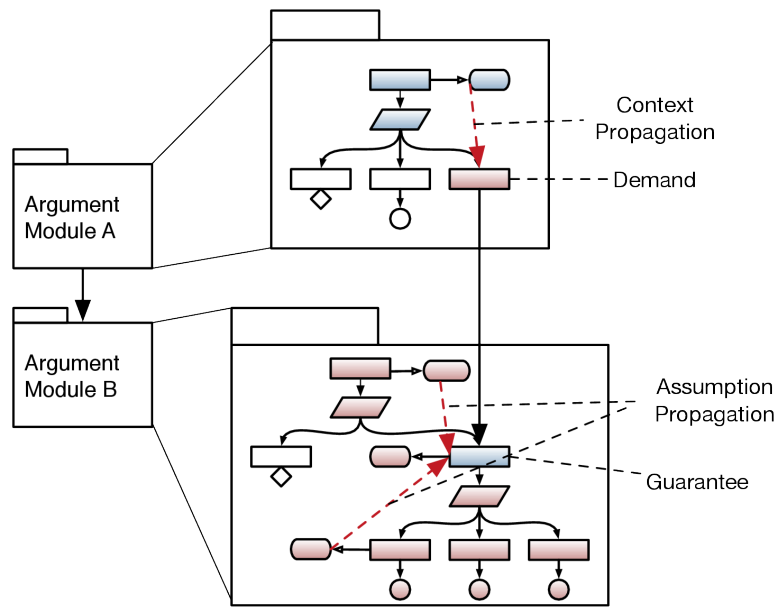 Context
Propagation
Demand
Argument
Module A
Argument
Module B
Assumption
Propagation
Guarantee